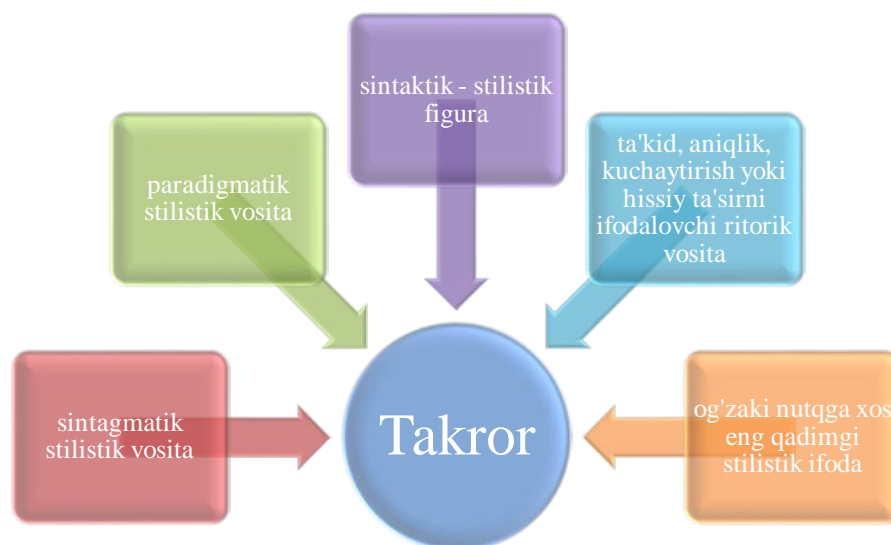 sintaktik - stilistik
figura
paradigmatik
stilistik vosita
ta'kid, aniqlik,
kuchaytirish yoki
hissiy ta'sirni
ifodalovchi ritorik
vosita
sintagmatik
stilistik vosita
Takror
og'zaki nutqga xos
eng qadimgi
stilistik ifoda